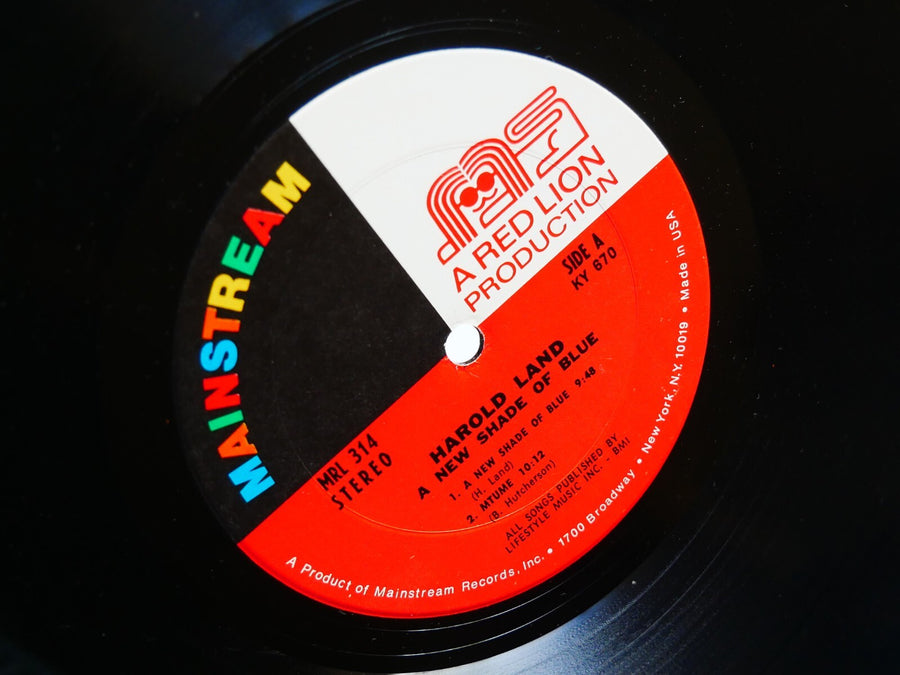 MAINSTREAM
A RED LION
PRODUCTION
SIDE A
KY 670
MRL 314
STEREO
HAROLD LAND
A NEW SHADE OF BLUE
1. A NEW SHADE OF BLUE 9:48
(H. Land)
2. MTUME 10:12
(B. Hutcherson)
ALL SONGS PUBLISHED BY
LIFESTYLE MUSIC INC. - BMI
A Product of Mainstream Records, Inc. • 1700 Broadway • New York, N.Y. 10019 • Made in USA